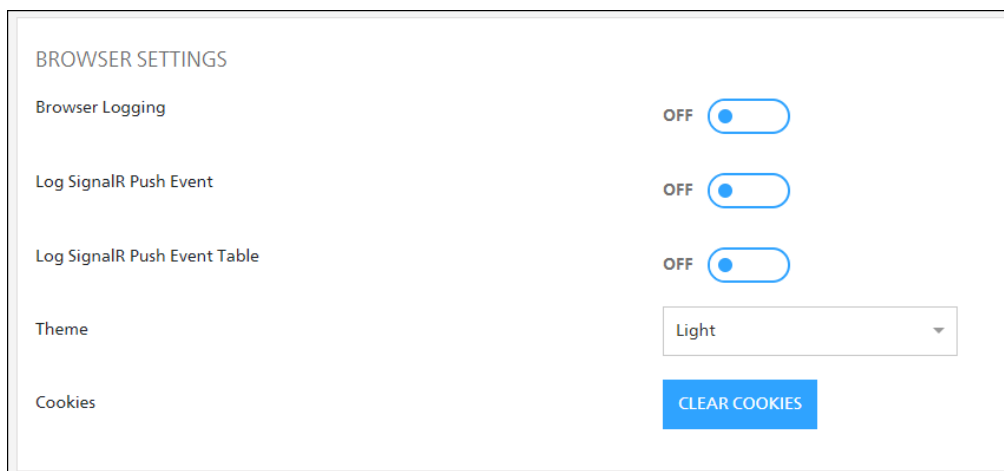 BROWSER SETTINGS
Browser Logging
OFF
Log SignalR Push Event
OFF
Log SignalR Push Event Table
OFF
Theme
Light
Cookies
CLEAR COOKIES